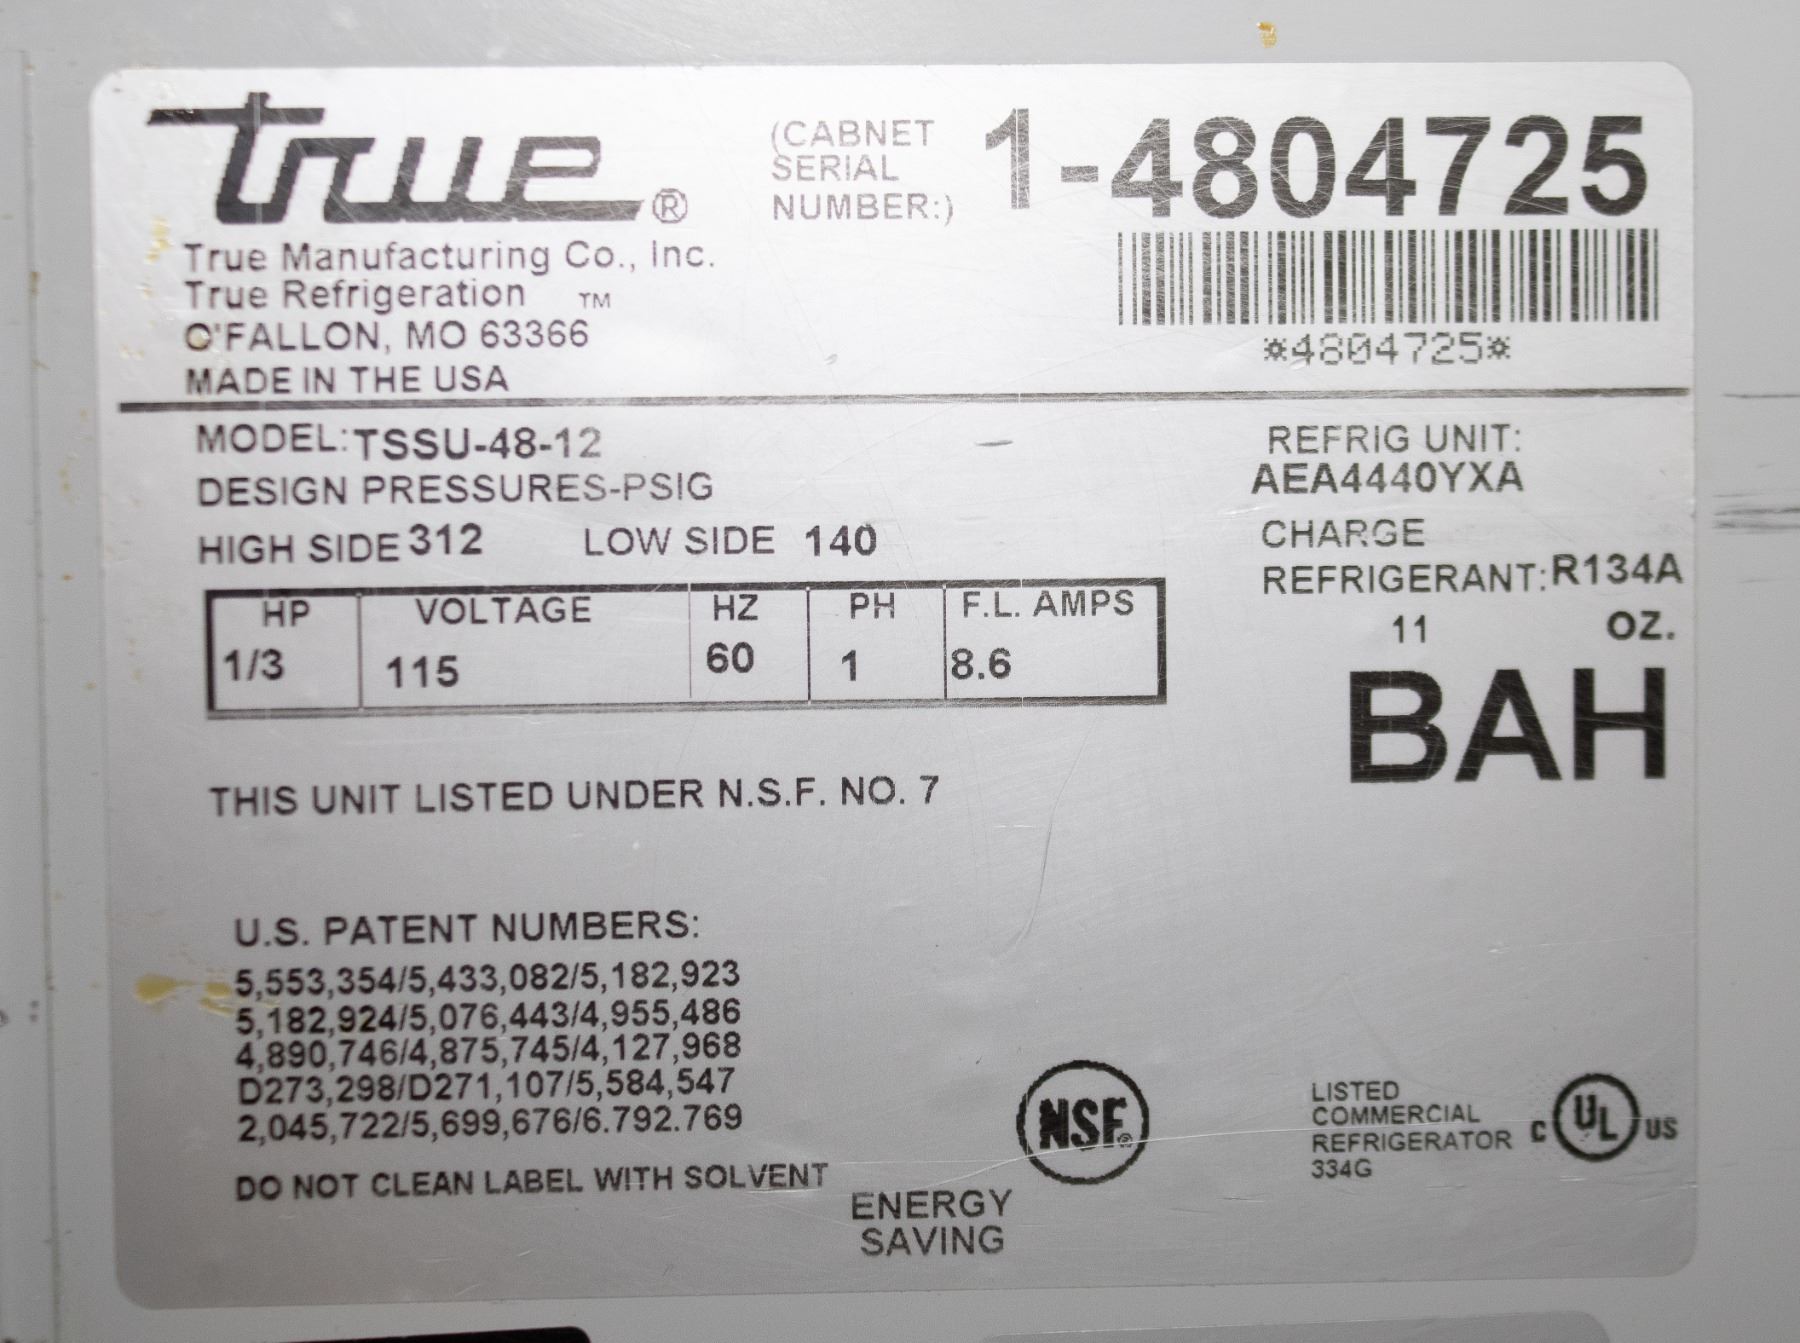 true®
(CABNET
SERIAL
NUMBER:)
1-4804725
*4804725*
True Manufacturing Co., Inc.
True Refrigeration ™
O'FALLON, MO 63366
MADE IN THE USA
MODEL: TSSU-48-12
DESIGN PRESSURES-PSIG
HIGH SIDE 312 LOW SIDE 140
REFRIG UNIT:
AEA4440YXA
CHARGE
REFRIGERANT: R134A
11 OZ.
BAH
HP VOLTAGE HZ PH F.L. AMPS
1/3 115 60 1 8.6
THIS UNIT LISTED UNDER N.S.F. NO. 7
U.S. PATENT NUMBERS:
5,553,354/5,433,082/5,182,923
5,182,924/5,076,443/4,955,486
4,890,746/4,875,745/4,127,968
D273,298/D271,107/5,584,547
2,045,722/5,699,676/6.792.769
DO NOT CLEAN LABEL WITH SOLVENT
ENERGY
SAVING
NSF®
LISTED
COMMERCIAL
REFRIGERATOR
334G
C UL US